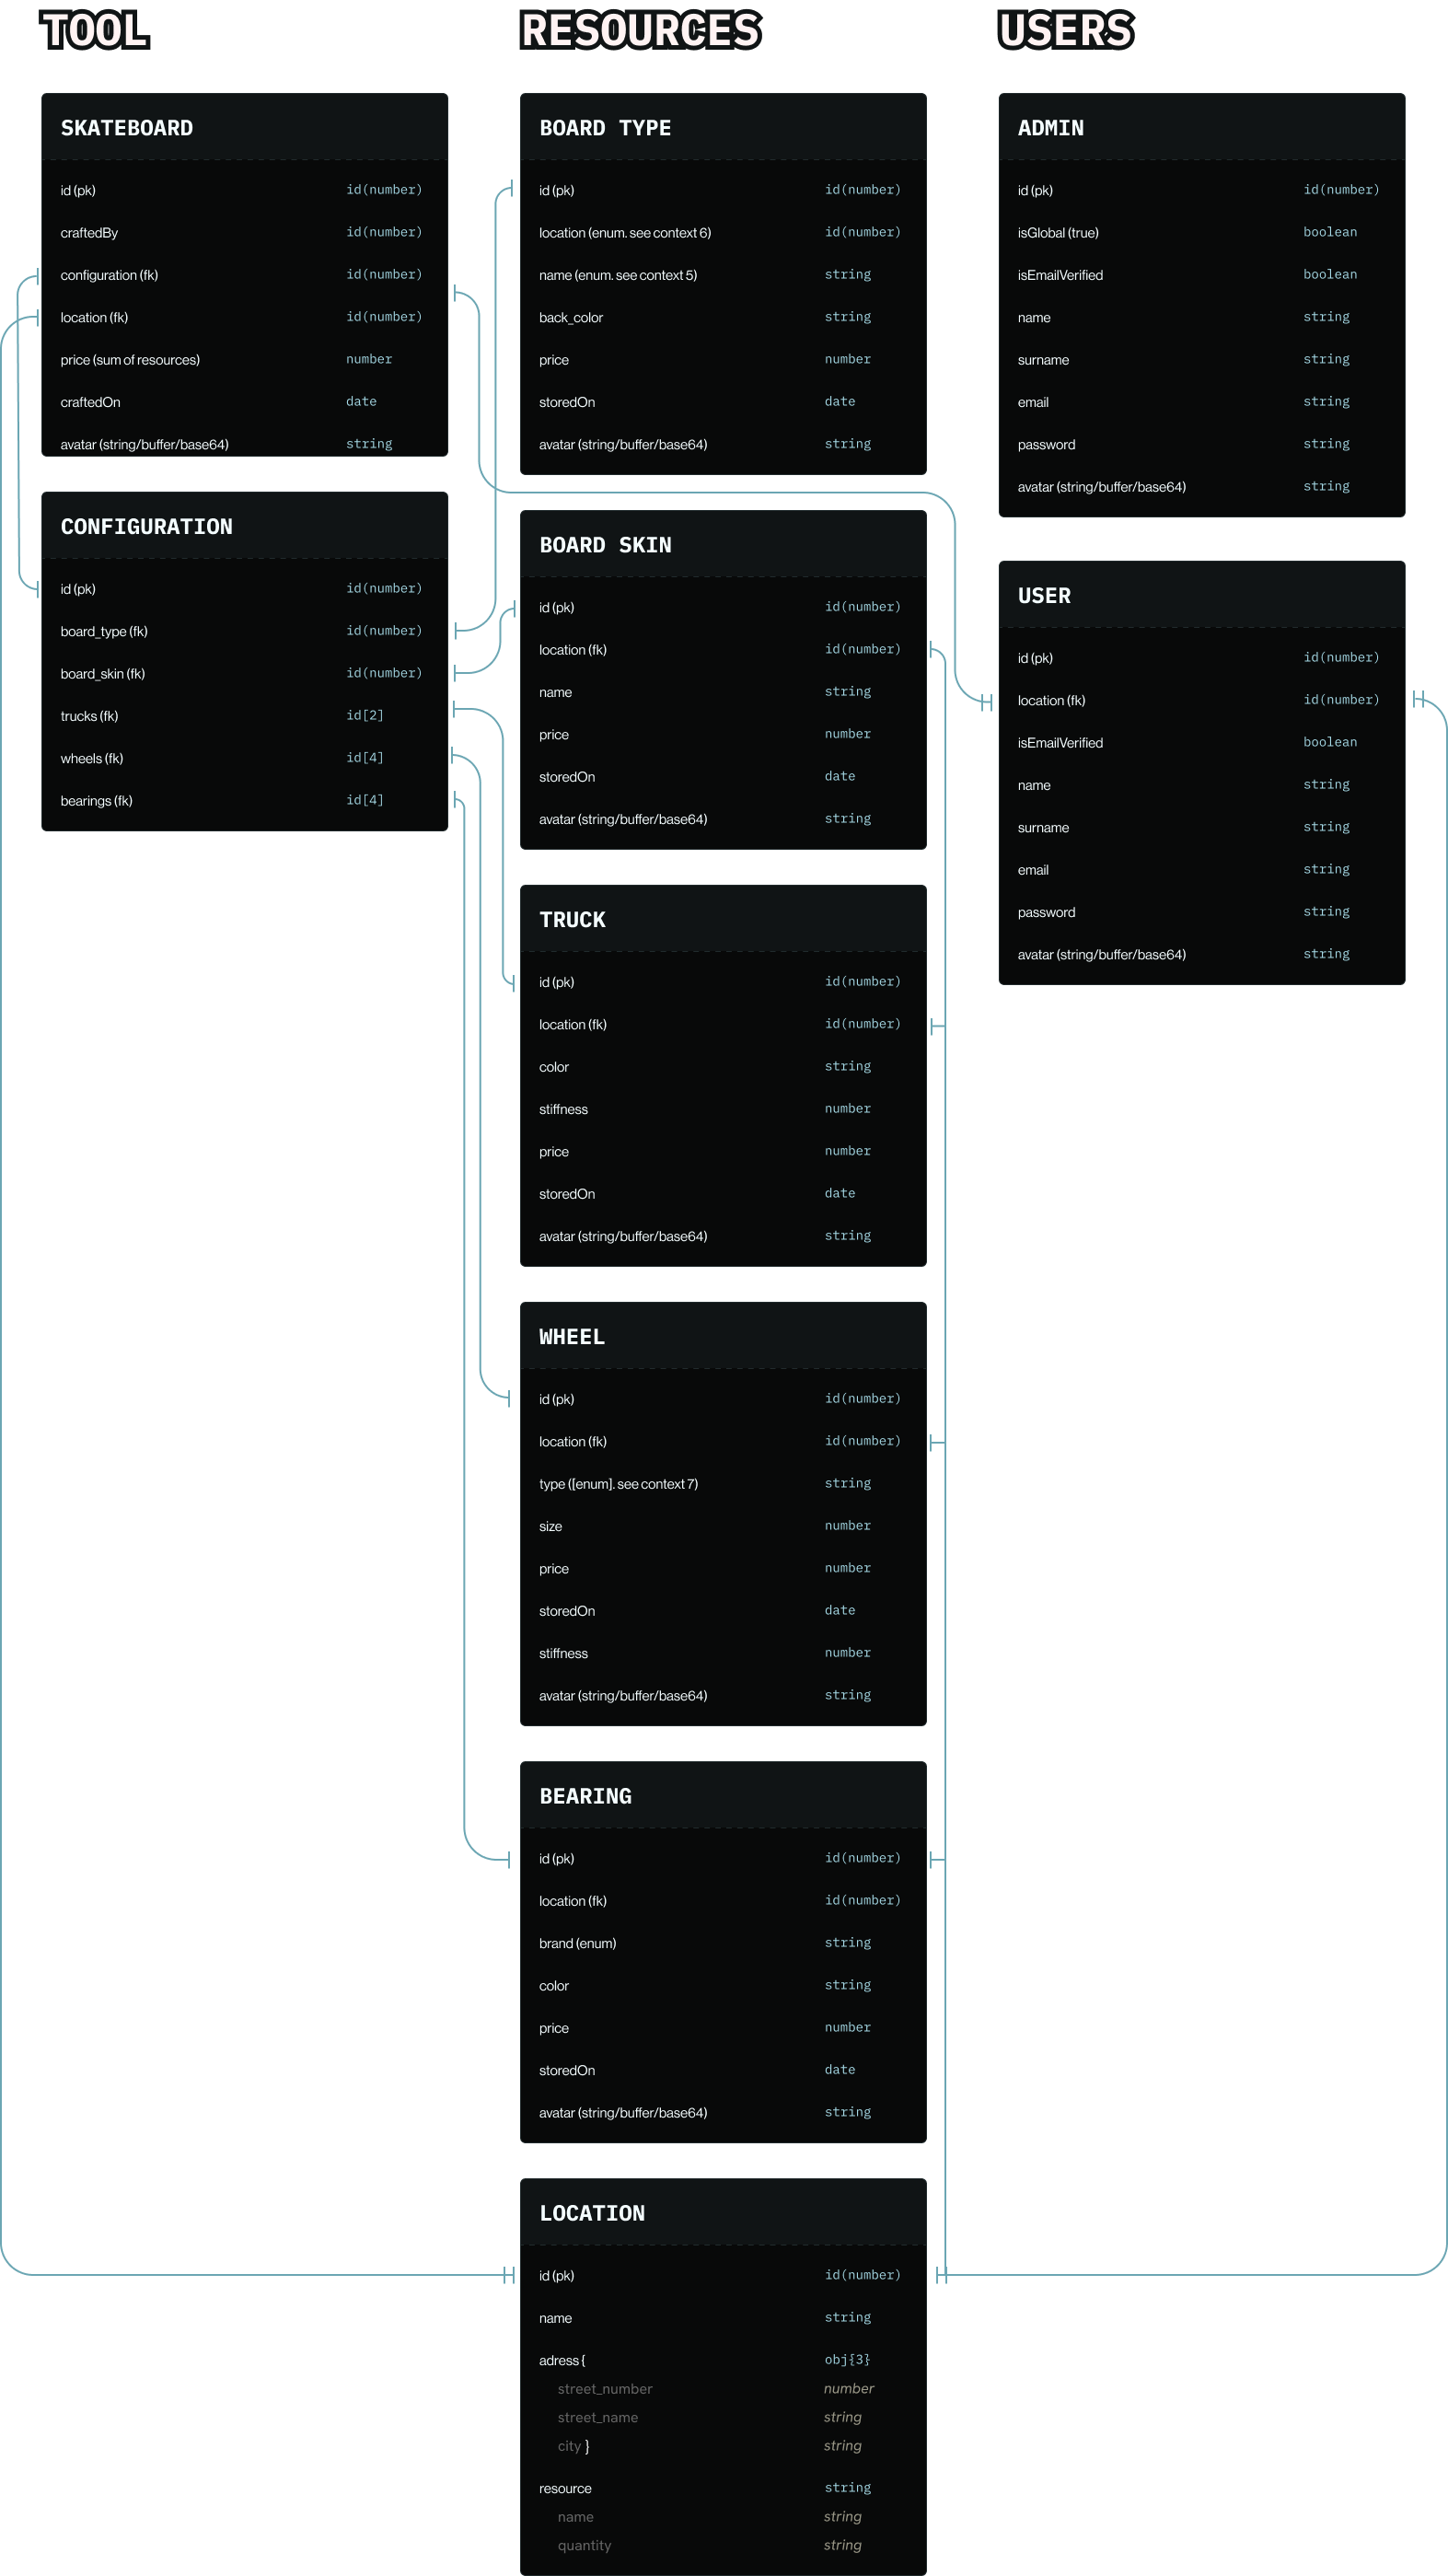 TOOL
SKATEBOARD
id (pk) id(number)
craftedBy id(number)
configuration (fk) id(number)
location (fk) id(number)
price (sum of resources) number
craftedOn date
avatar (string/buffer/base64) string
CONFIGURATION
id (pk) id(number)
board_type (fk) id(number)
board_skin (fk) id(number)
trucks (fk) id[2]
wheels (fk) id[4]
bearings (fk) id[4]
RESOURCES
BOARD TYPE
id (pk) id(number)
location (enum. see context 6) id(number)
name (enum. see context 5) string
back_color string
price number
storedOn date
avatar (string/buffer/base64) string
BOARD SKIN
id (pk) id(number)
location (fk) id(number)
name string
price number
storedOn date
avatar (string/buffer/base64) string
TRUCK
id (pk) id(number)
location (fk) id(number)
color string
stiffness number
price number
storedOn date
avatar (string/buffer/base64) string
WHEEL
id (pk) id(number)
location (fk) id(number)
type ([enum]. see context 7) string
size number
price number
storedOn date
stiffness number
avatar (string/buffer/base64) string
BEARING
id (pk) id(number)
location (fk) id(number)
brand (enum) string
color string
price number
storedOn date
avatar (string/buffer/base64) string
LOCATION
id (pk) id(number)
name string
adress { obj{3}
street_number number
street_name string
city } string
resource string
name string
quantity string
USERS
ADMIN
id (pk) id(number)
isGlobal (true) boolean
isEmailVerified boolean
name string
surname string
email string
password string
avatar (string/buffer/base64) string
USER
id (pk) id(number)
location (fk) id(number)
isEmailVerified boolean
name string
surname string
email string
password string
avatar (string/buffer/base64) string